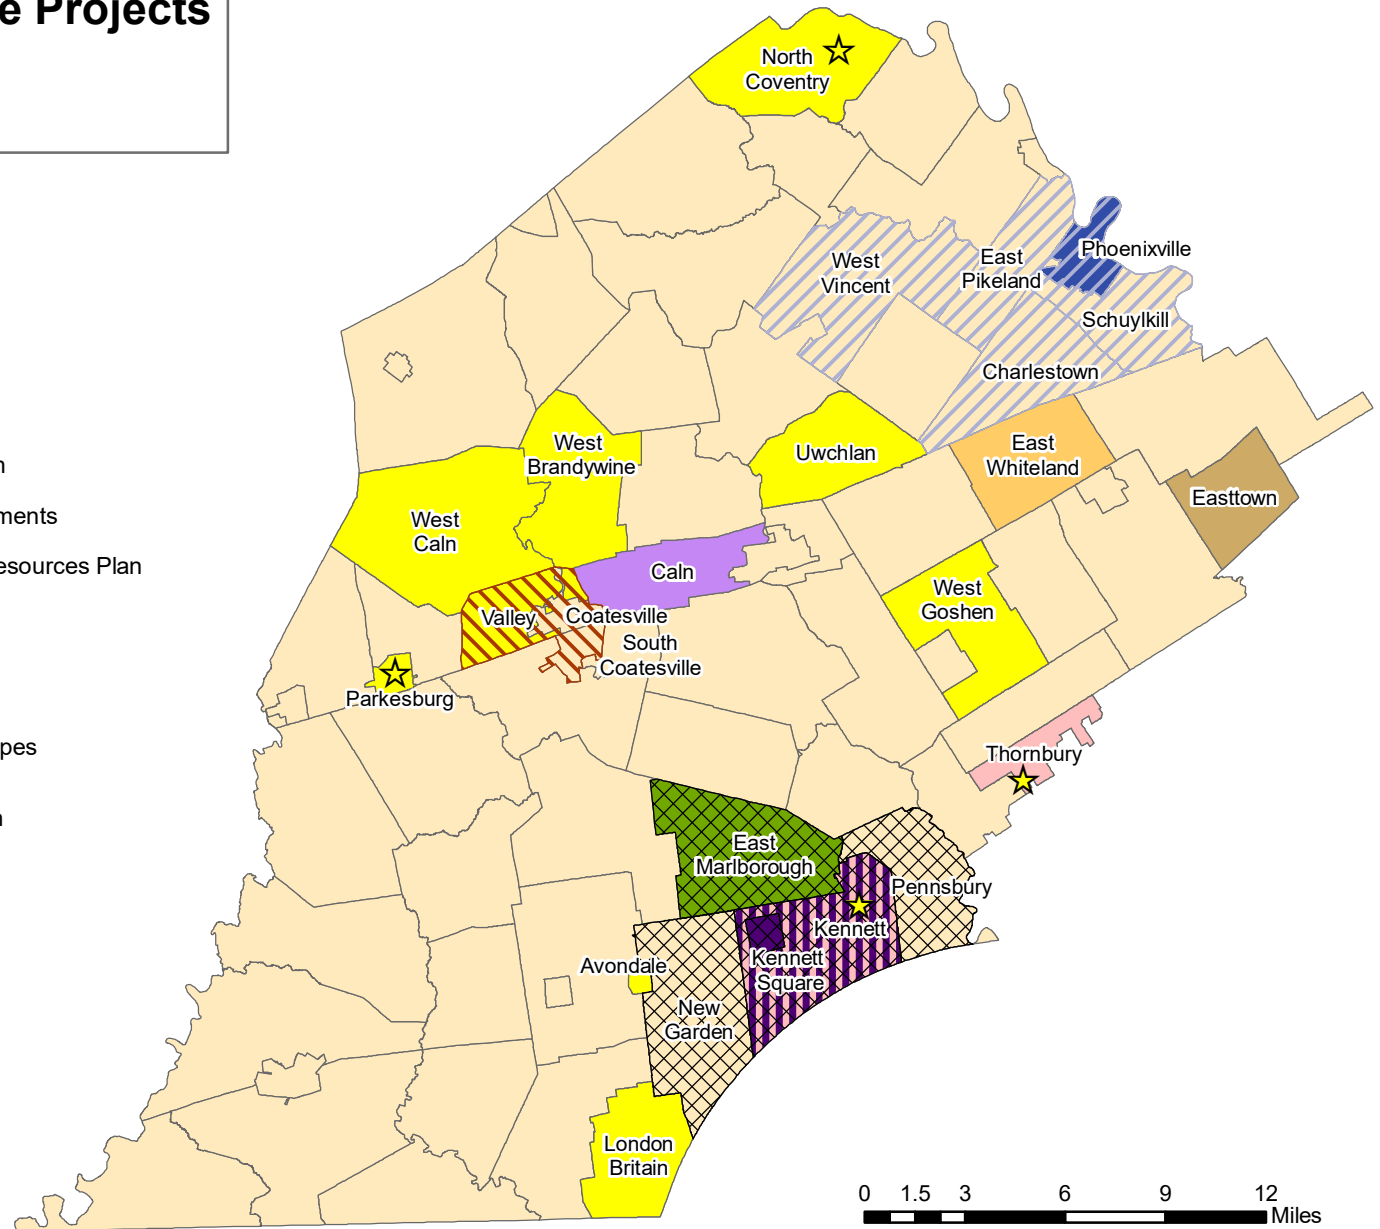 e Projects
n
ments
esources Plan
pes
n
North
Coventry
West
Vincent
East
Pikeland
Phoenixville
Schuylkill
Charlestown
West
Brandywine
Uwchlan
East
Whiteland
Easttown
West
Caln
Caln
West
Goshen
Valley
Coatesville
South
Coatesville
Parkesburg
Thornbury
East
Marlborough
Pennsbury
Kennett
Kennett
Square
Avondale
New
Garden
London
Britain
0 1.5 3 6 9 12
Miles